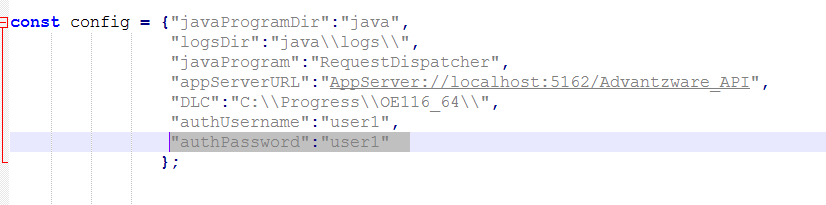 const config = {"javaProgramDir":"java",
"logsDir":"java\\logs\\",
"javaProgram":"RequestDispatcher",
"appServerURL":"AppServer://localhost:5162/Advantzware_API",
"DLC":"C:\\Progress\\OE116_64\\",
"authUsername":"user1",
"authPassword":"user1"
};